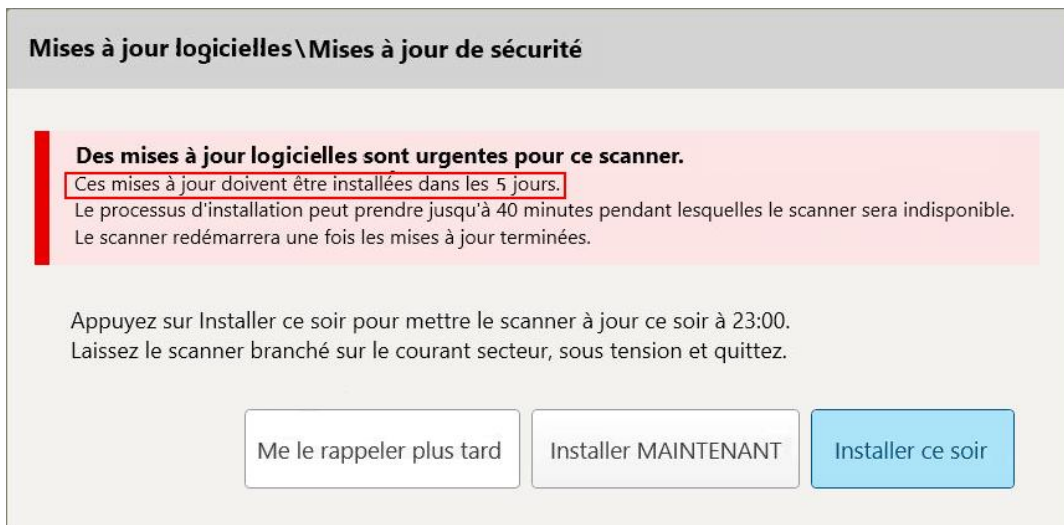 Mises à jour logicielles\Mises à jour de sécurité
Des mises à jour logicielles sont urgentes pour ce scanner.
Ces mises à jour doivent être installées dans les 5 jours.
Le processus d'installation peut prendre jusqu'à 40 minutes pendant lesquelles le scanner sera indisponible.
Le scanner redémarrera une fois les mises à jour terminées.
Appuyez sur Installer ce soir pour mettre le scanner à jour ce soir à 23:00.
Laissez le scanner branché sur le courant secteur, sous tension et quittez.
Me le rappeler plus tard
Installer MAINTENANT
Installer ce soir